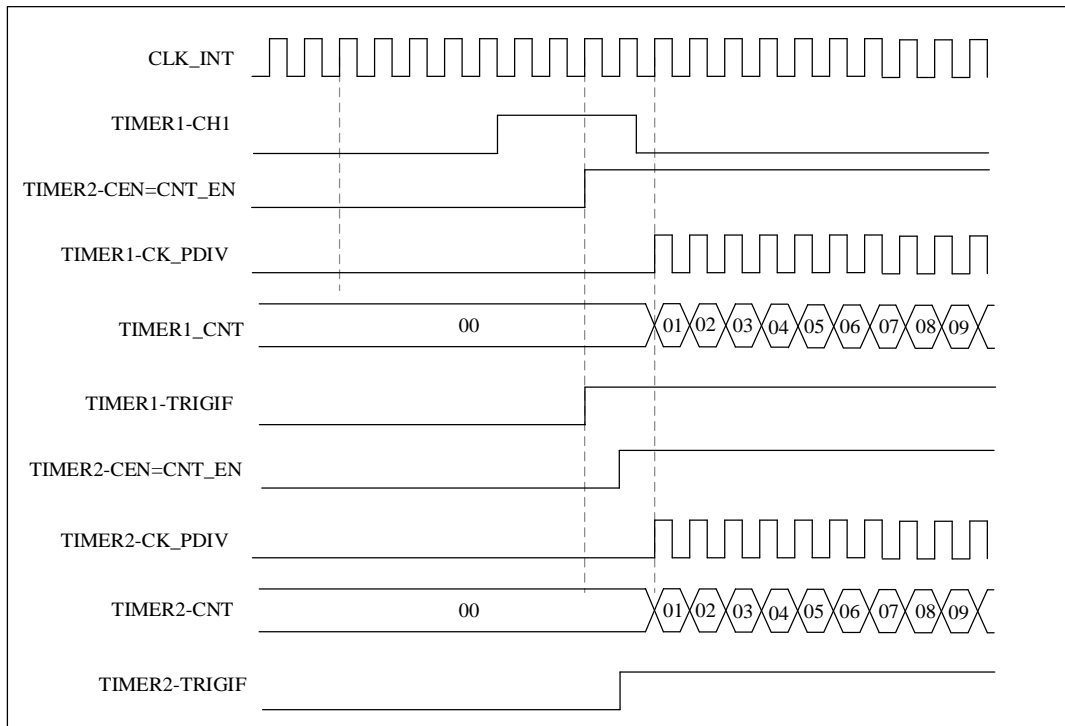 CLK_INT
TIMER1-CH1
TIMER2-CEN=CNT_EN
TIMER1-CK_PDIV
TIMER1_CNT 00 01 02 03 04 05 06 07 08 09
TIMER1-TRIGIF
TIMER2-CEN=CNT_EN
TIMER2-CK_PDIV
TIMER2-CNT 00 01 02 03 04 05 06 07 08 09
TIMER2-TRIGIF